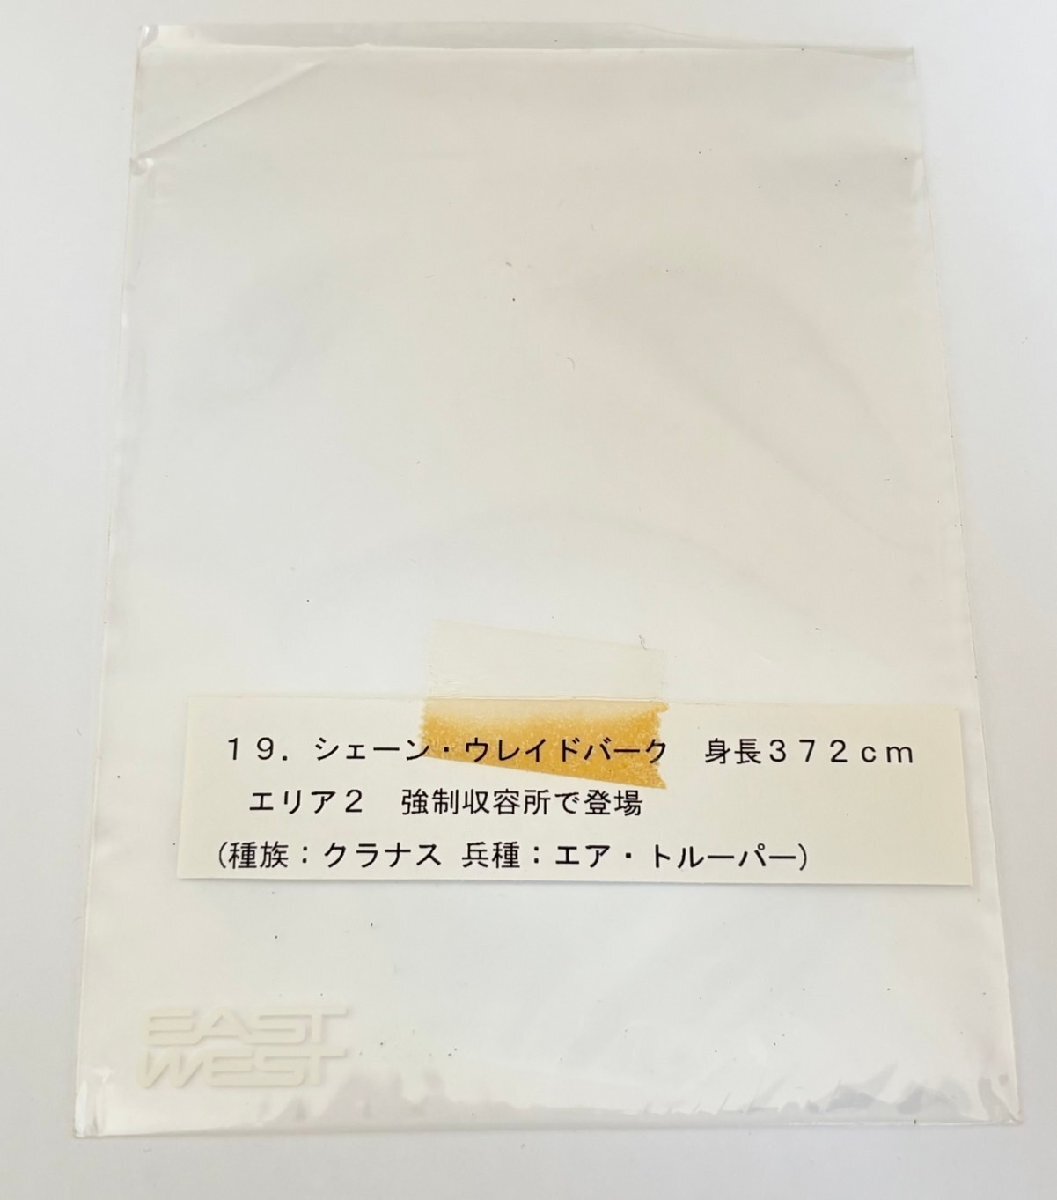 19．シェーン・ウレイドバーク　身長372cm
エリア2　強制収容所で登場
(種族：クラナス 兵種：エア・トルーパー)
EAST
WEST